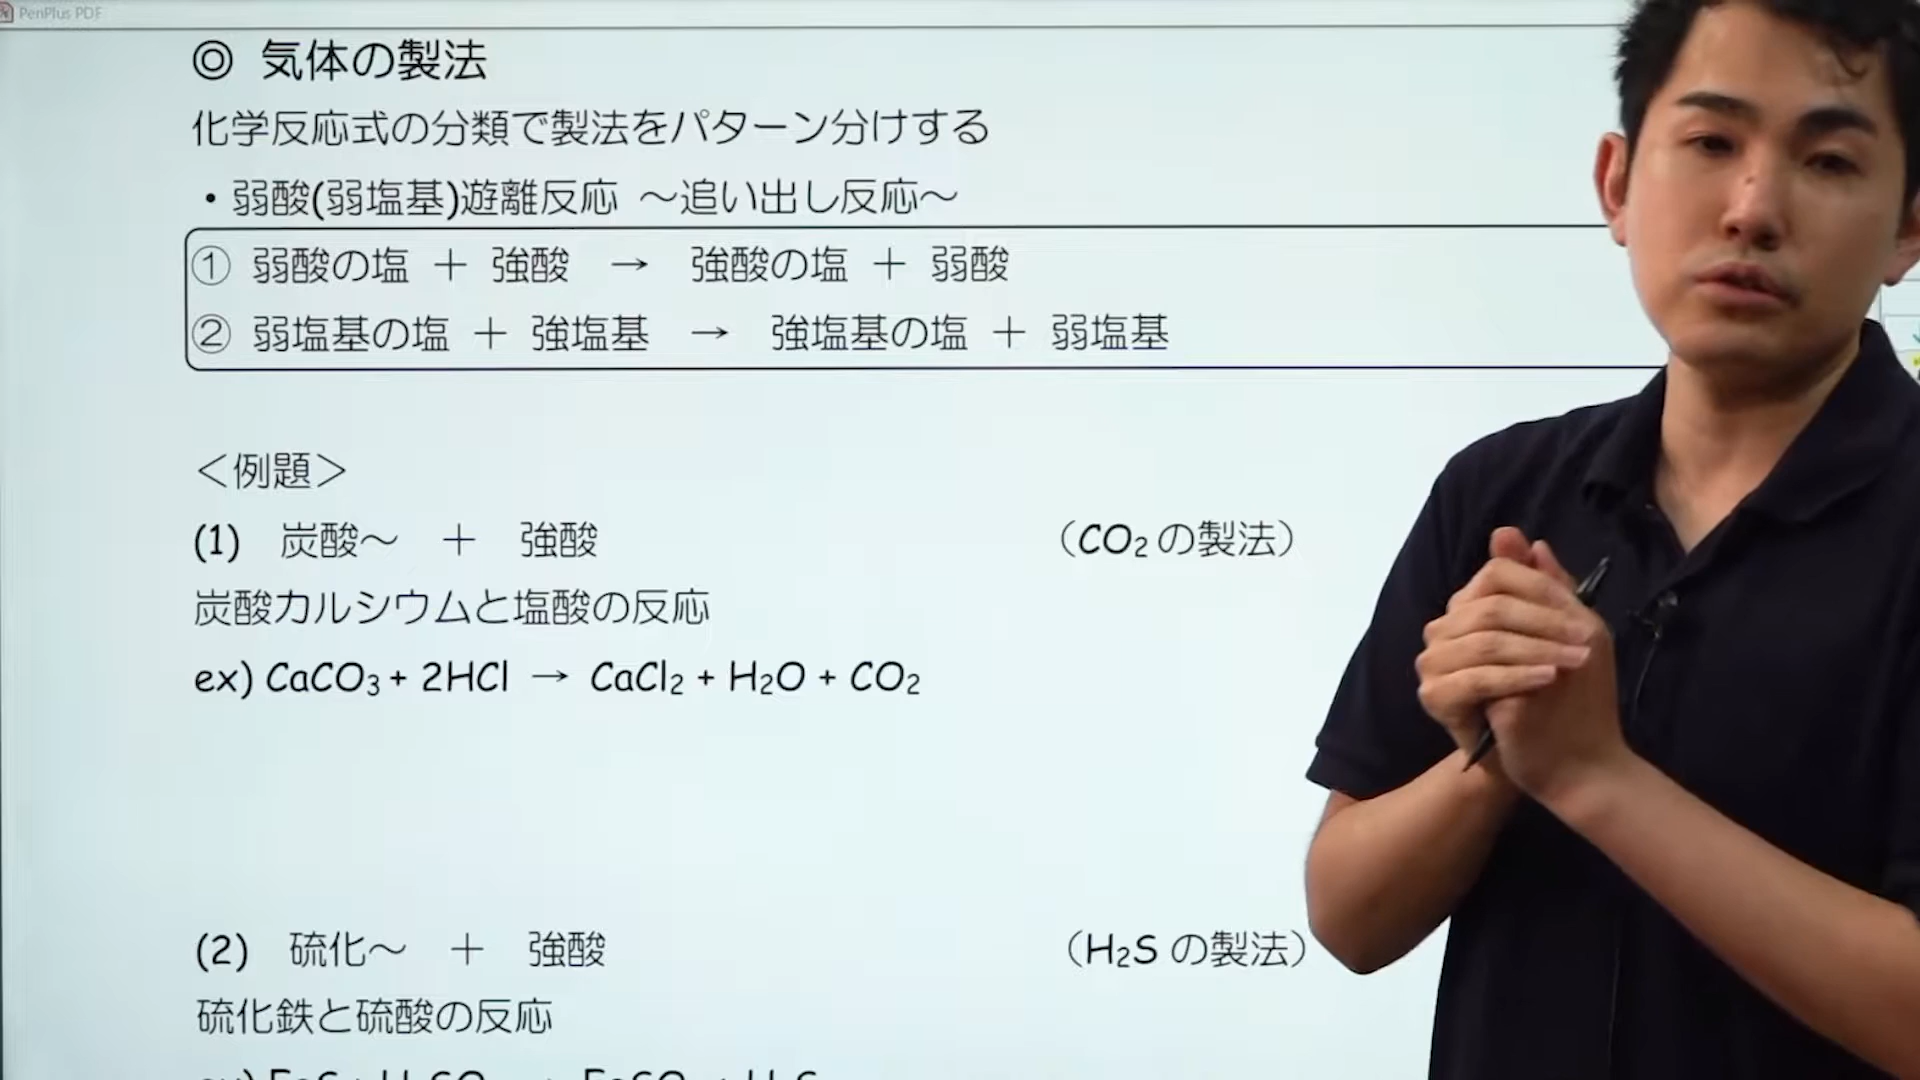 PenPlus PDF
◎ 気体の製法
化学反応式の分類で製法をパターン分けする
・弱酸(弱塩基)遊離反応 ～追い出し反応～
① 弱酸の塩 ＋ 強酸 → 強酸の塩 ＋ 弱酸
② 弱塩基の塩 ＋ 強塩基 → 強塩基の塩 ＋ 弱塩基
＜例題＞
(1) 炭酸～ ＋ 強酸 （CO₂の製法）
炭酸カルシウムと塩酸の反応
ex) CaCO₃ + 2HCl → CaCl₂ + H₂O + CO₂
(2) 硫化～ ＋ 強酸 （H₂Sの製法）
硫化鉄と硫酸の反応